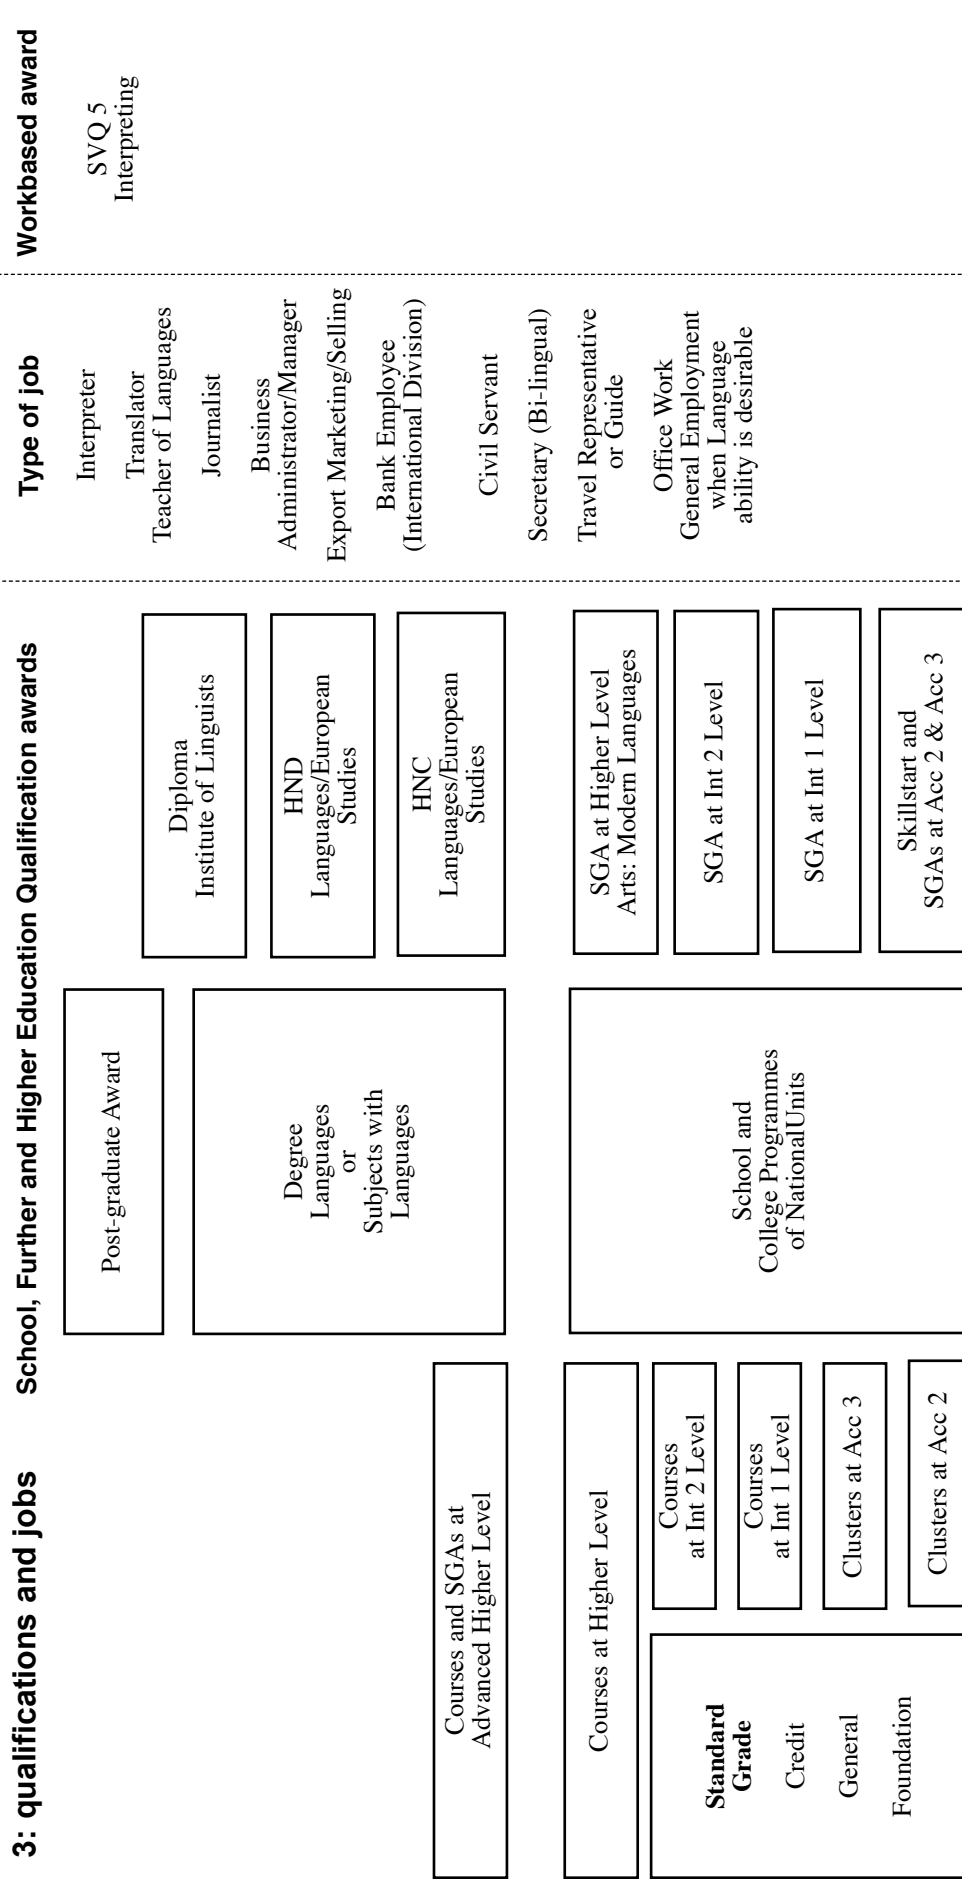 3: qualifications and jobs
School, Further and Higher Education Qualification awards
Type of job
Workbased award
Courses and SGAs at
Advanced Higher Level
Courses at Higher Level
Standard
Grade
Credit
General
Foundation
Courses
at Int 2 Level
Courses
at Int 1 Level
Clusters at Acc 3
Clusters at Acc 2
Post-graduate Award
Degree
Languages
or
Subjects with
Languages
School and
College Programmes
of NationalUnits
Diploma
Institute of Linguists
HND
Languages/European
Studies
HNC
Languages/European
Studies
SGA at Higher Level
Arts: Modern Languages
SGA at Int 2 Level
SGA at Int 1 Level
Skillstart and
SGAs at Acc 2 & Acc 3
Interpreter
Translator
Teacher of Languages
Journalist
Business
Administrator/Manager
Export Marketing/Selling
Bank Employee
(International Division)
Civil Servant
Secretary (Bi-lingual)
Travel Representative
or Guide
Office Work
General Employment
when Language
ability is desirable
SVQ 5
Interpreting